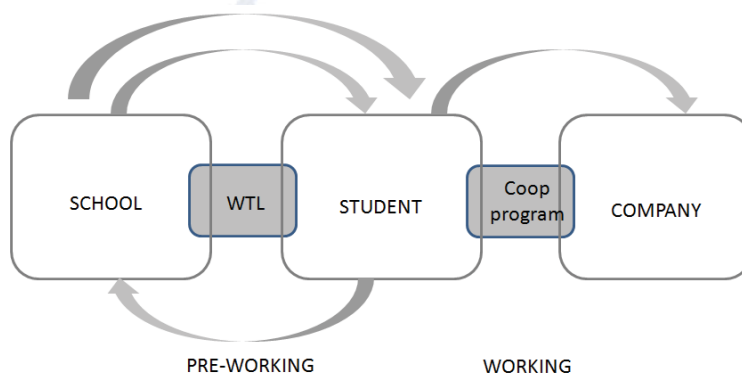 SCHOOL
WTL
STUDENT
Coop
program
COMPANY
PRE-WORKING
WORKING